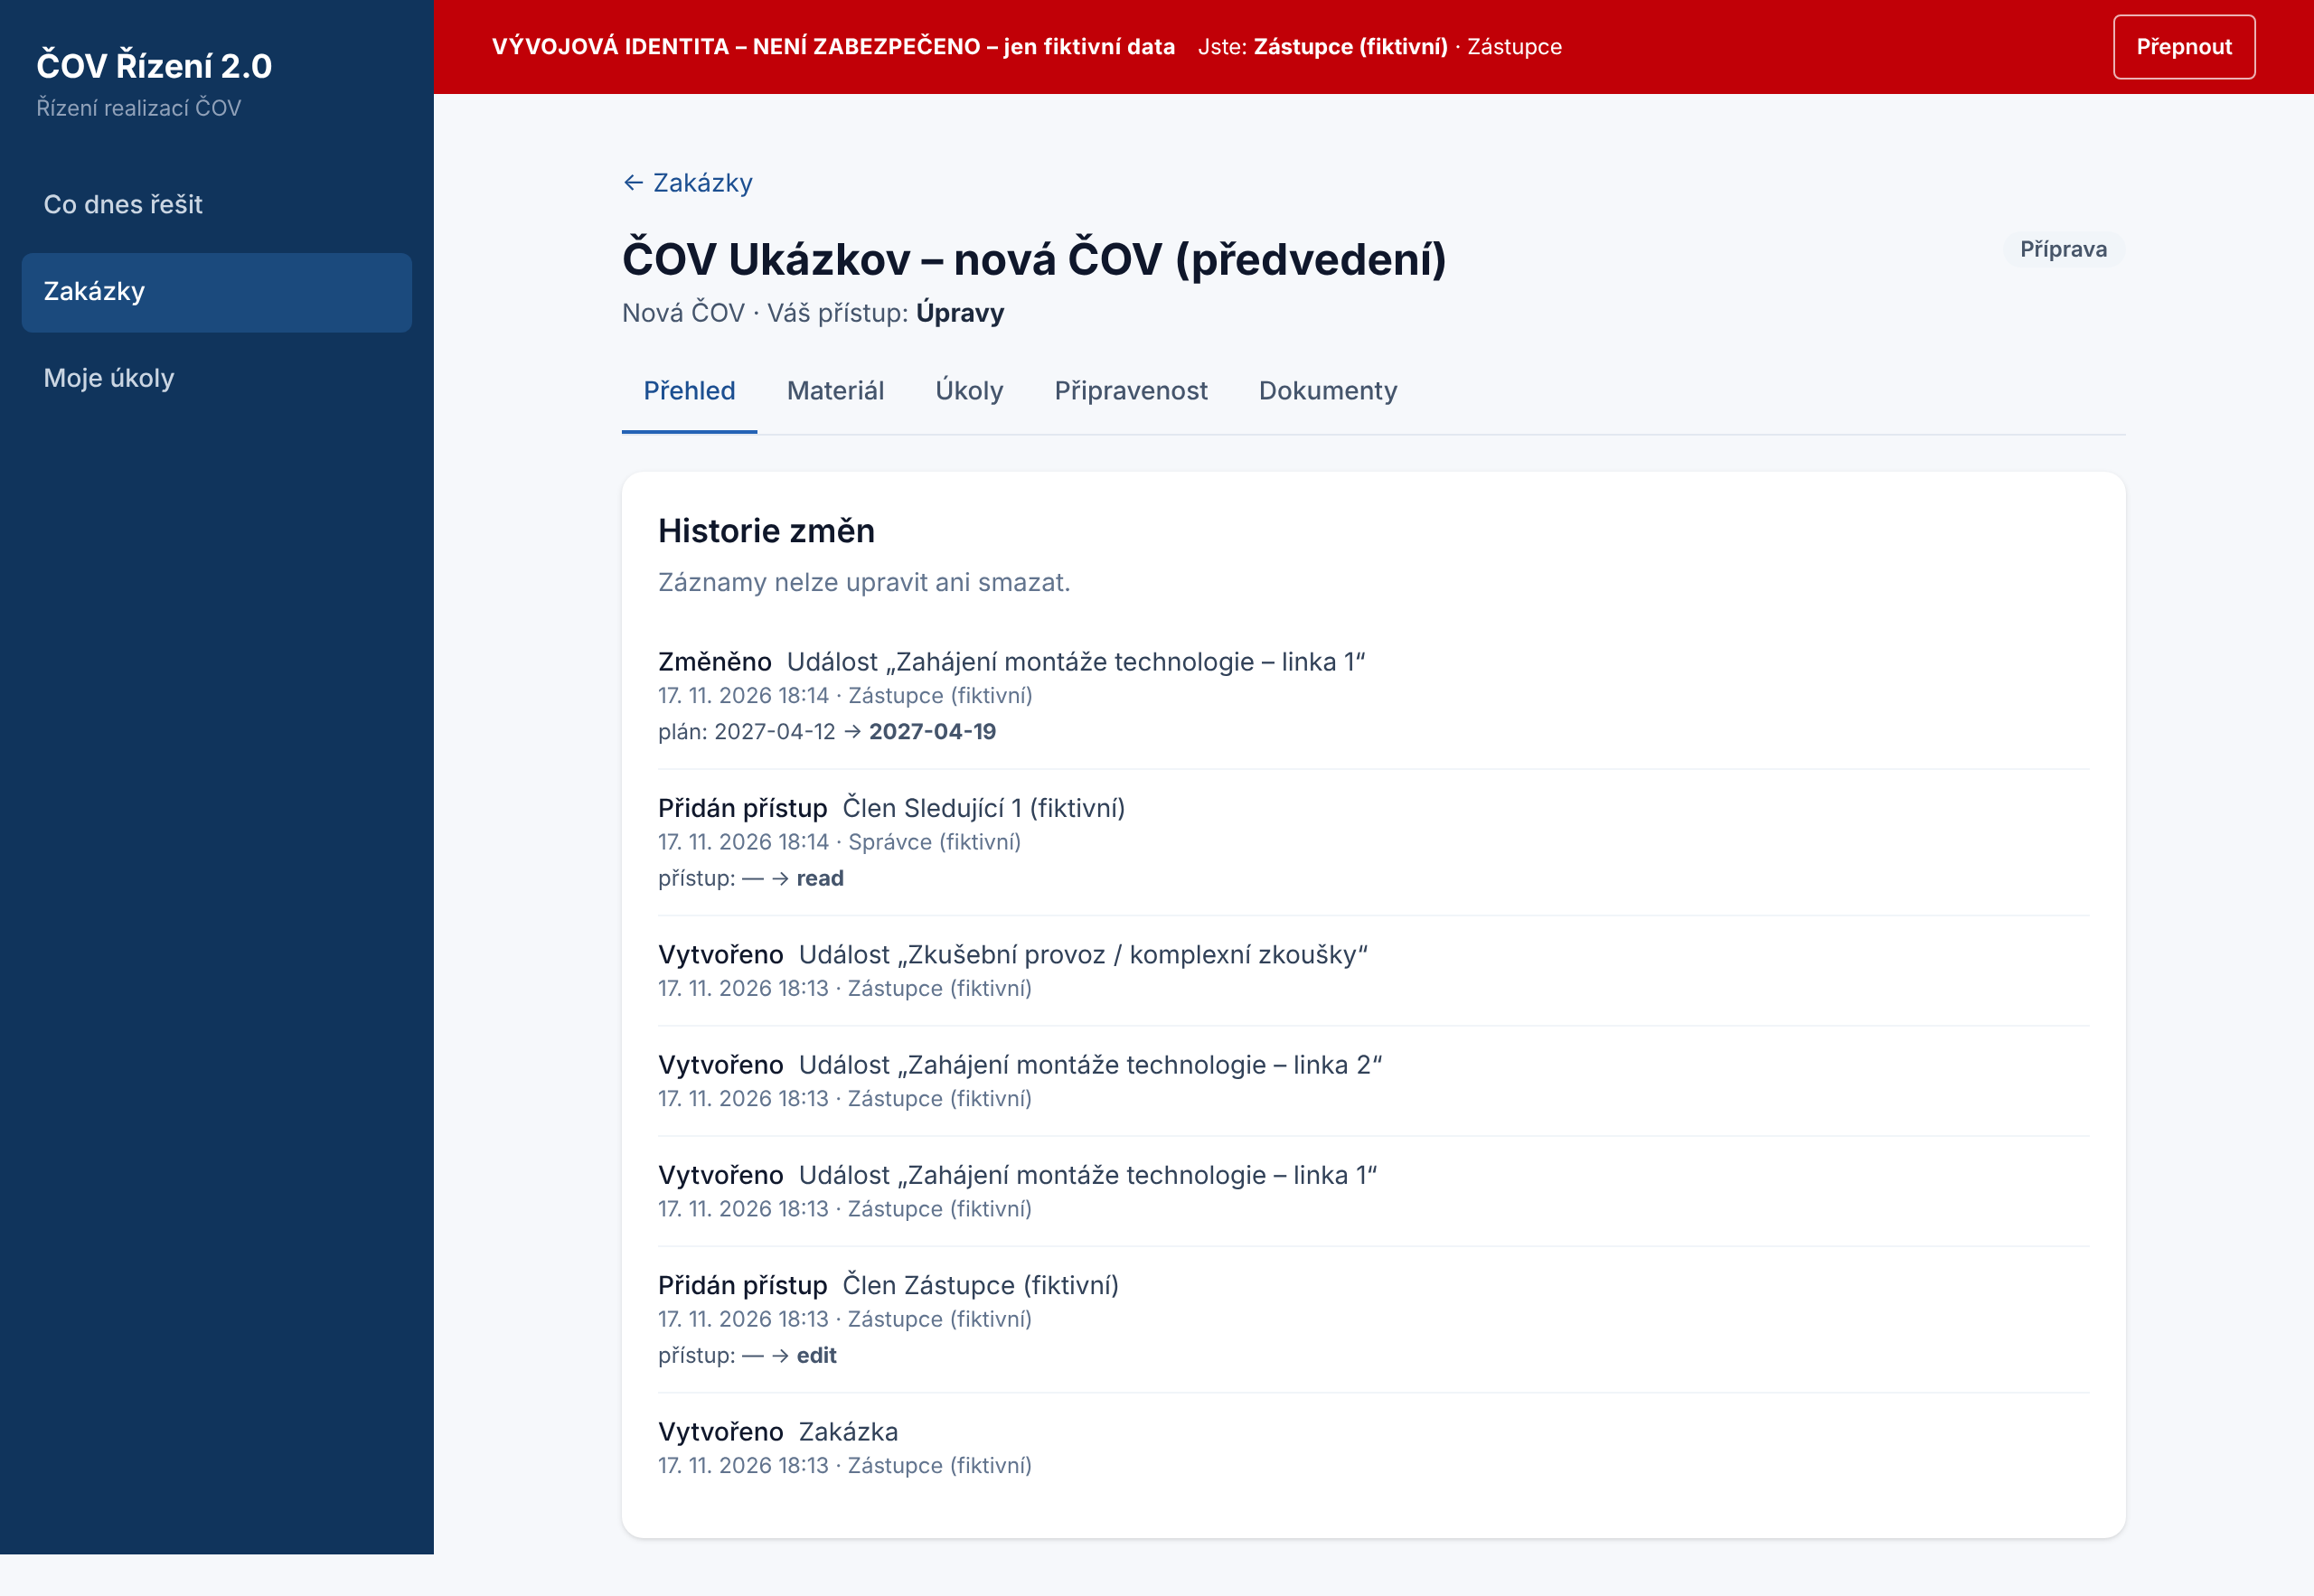 ČOV Řízení 2.0
Řízení realizací ČOV
Co dnes řešit
Zakázky
Moje úkoly
VÝVOJOVÁ IDENTITA – NENÍ ZABEZPEČENO – jen fiktivní data Jste: Zástupce (fiktivní) · Zástupce
Přepnout
← Zakázky
ČOV Ukázkov – nová ČOV (předvedení)
Příprava
Nová ČOV · Váš přístup: Úpravy
Přehled Materiál Úkoly Připravenost Dokumenty
Historie změn
Záznamy nelze upravit ani smazat.
Změněno Událost „Zahájení montáže technologie – linka 1“
17. 11. 2026 18:14 · Zástupce (fiktivní)
plán: 2027-04-12 → 2027-04-19
Přidán přístup Člen Sledující 1 (fiktivní)
17. 11. 2026 18:14 · Správce (fiktivní)
přístup: — → read
Vytvořeno Událost „Zkušební provoz / komplexní zkoušky“
17. 11. 2026 18:13 · Zástupce (fiktivní)
Vytvořeno Událost „Zahájení montáže technologie – linka 2“
17. 11. 2026 18:13 · Zástupce (fiktivní)
Vytvořeno Událost „Zahájení montáže technologie – linka 1“
17. 11. 2026 18:13 · Zástupce (fiktivní)
Přidán přístup Člen Zástupce (fiktivní)
17. 11. 2026 18:13 · Zástupce (fiktivní)
přístup: — → edit
Vytvořeno Zakázka
17. 11. 2026 18:13 · Zástupce (fiktivní)